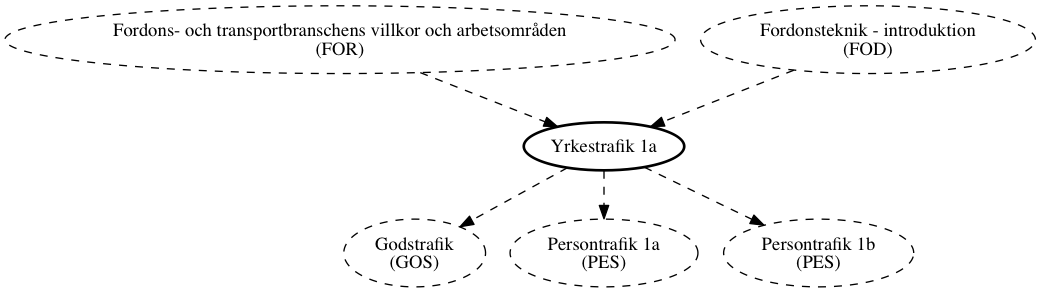 Fordons- och transportbranschens villkor och arbetsområden
(FOR)
Fordonsteknik - introduktion
(FOD)
Yrkestrafik 1a
Godstrafik
(GOS)
Persontrafik 1a
(PES)
Persontrafik 1b
(PES)